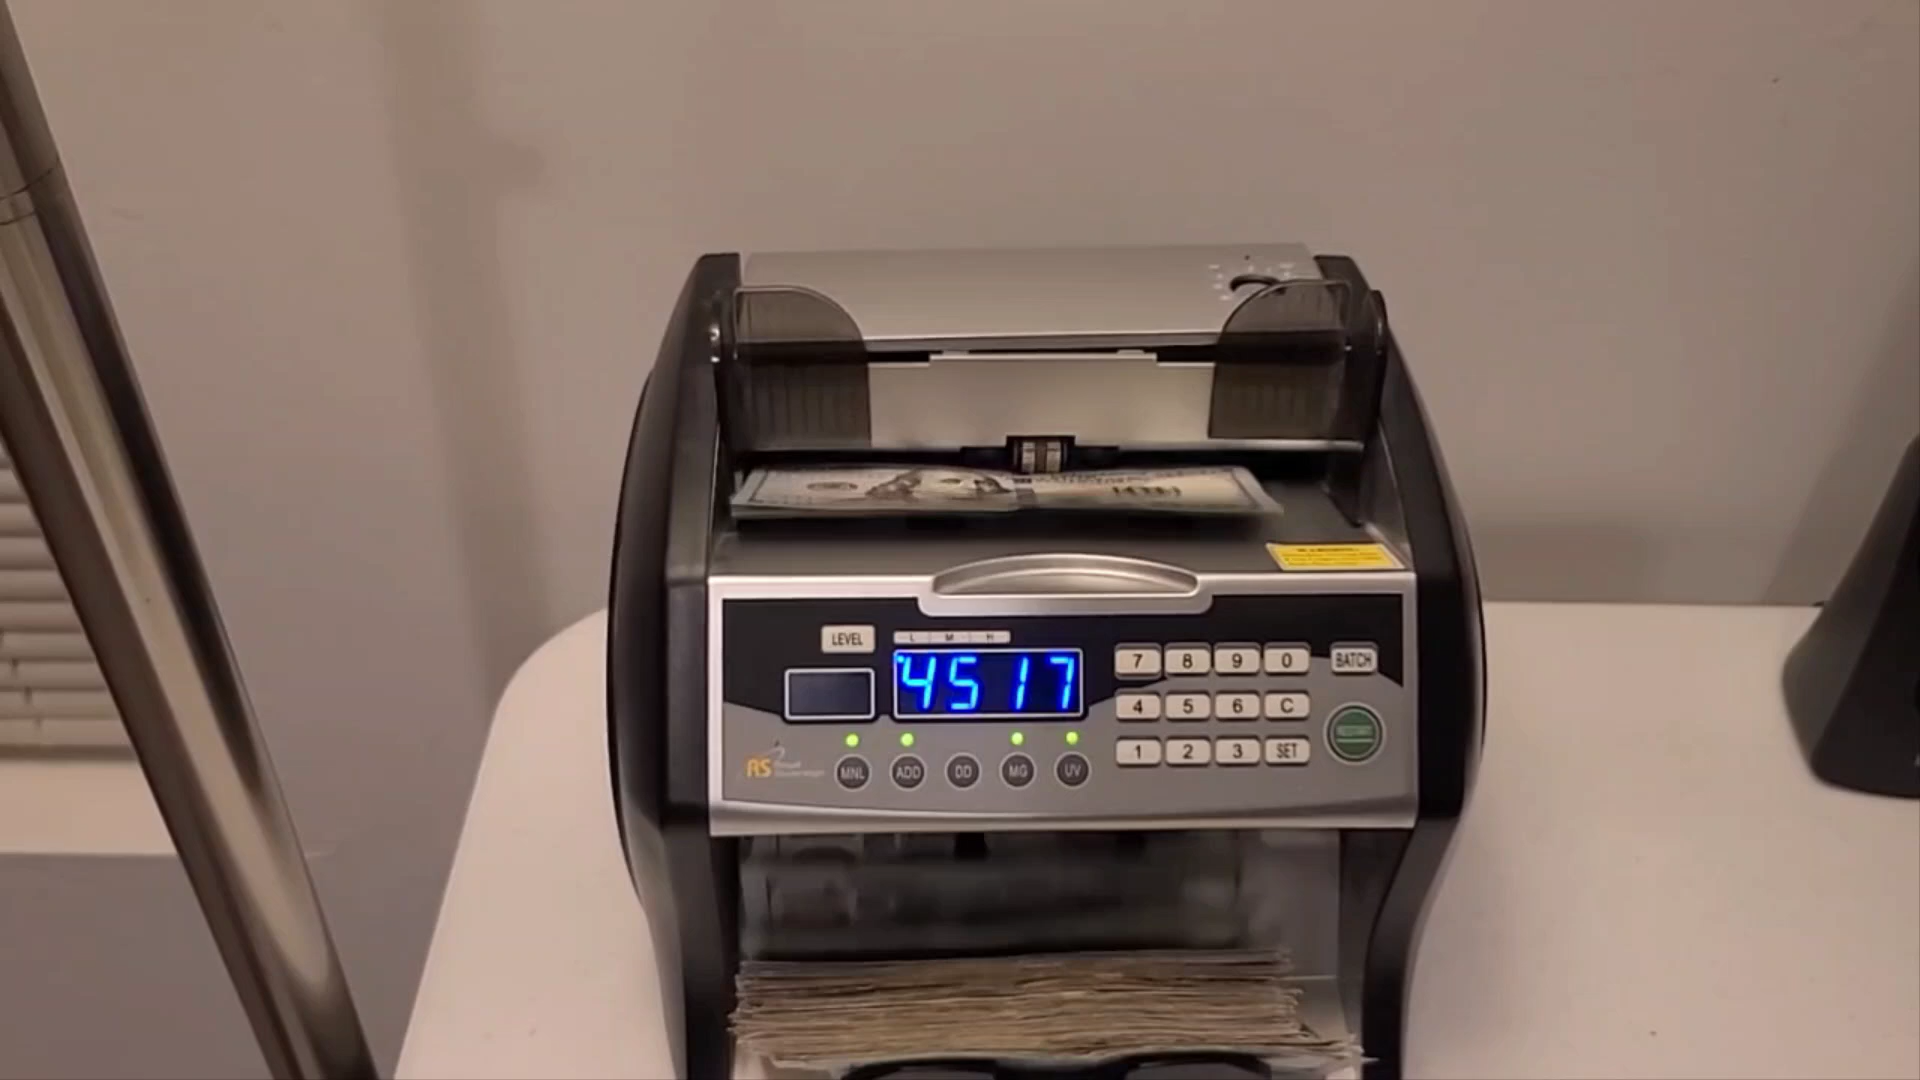 LEVEL
L M H
4517
7 8 9 0 BATCH
4 5 6 C
1 2 3 SET
RS
MNL ADD DD MG UV